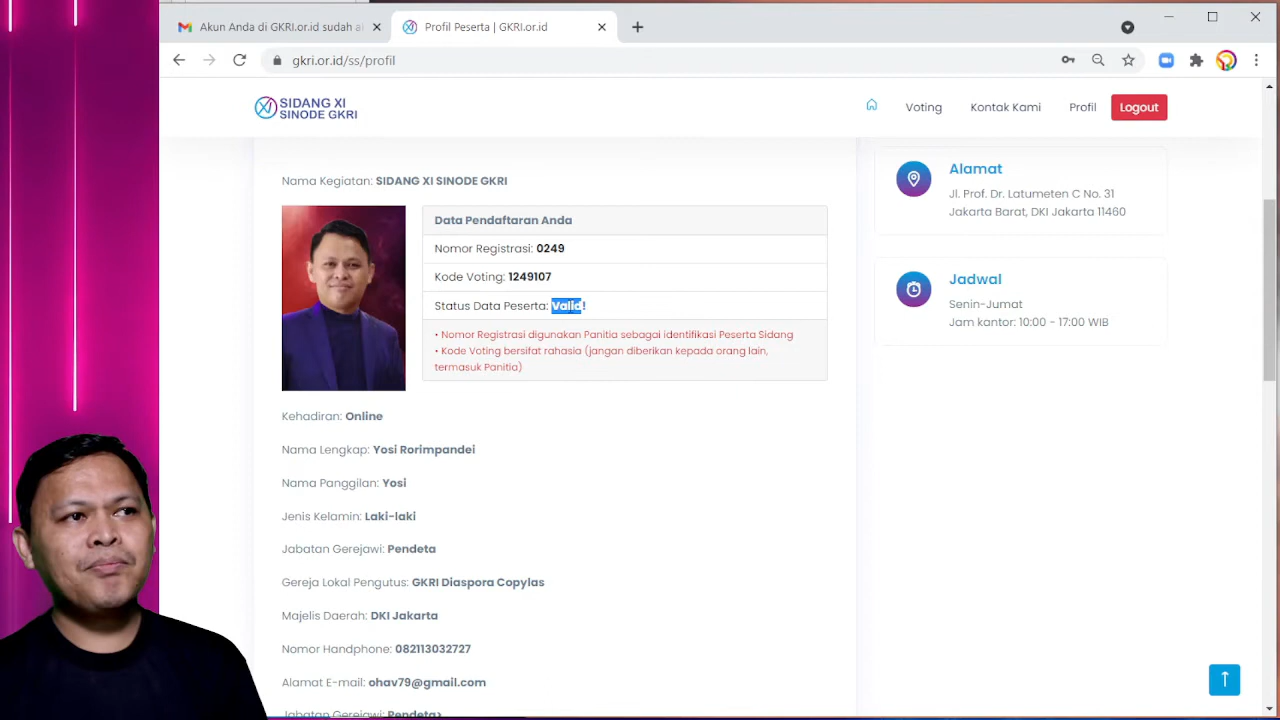 Akun Anda di GKRI.or.id sudah a
Profil Peserta | GKRI.or.id
gkri.or.id/ss/profil
SIDANG XI
SINODE GKRI
Voting
Kontak Kami
Profil
Logout
Nama Kegiatan: SIDANG XI SINODE GKRI
Data Pendaftaran Anda
Nomor Registrasi: 0249
Kode Voting: 1249107
Status Data Peserta: Valid!
• Nomor Registrasi digunakan Panitia sebagai identifikasi Peserta Sidang
• Kode Voting bersifat rahasia (jangan diberikan kepada orang lain,
termasuk Panitia)
Kehadiran: Online
Nama Lengkap: Yosi Rorimpandei
Nama Panggilan: Yosi
Jenis Kelamin: Laki-laki
Jabatan Gerejawi: Pendeta
Gereja Lokal Pengutus: GKRI Diaspora Copylas
Majelis Daerah: DKI Jakarta
Nomor Handphone: 082113032727
Alamat E-mail: ohav79@gmail.com
Jabatan Gerejawi: Pendeta>
Alamat
Jl. Prof. Dr. Latumeten C No. 31
Jakarta Barat, DKI Jakarta 11460
Jadwal
Senin-Jumat
Jam kantor: 10:00 - 17:00 WIB